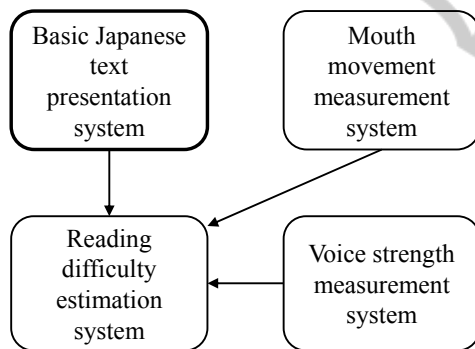 Basic Japanese
text
presentation
system
Mouth
movement
measurement
system
Reading
difficulty
estimation
system
Voice strength
measurement
system